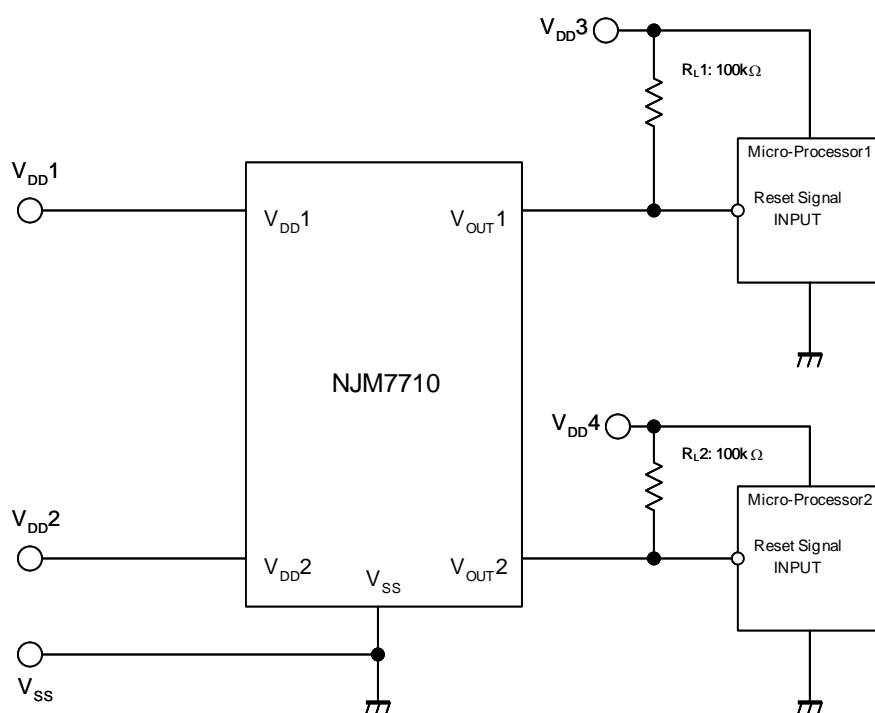 VDD3
RL1: 100kΩ
Micro-Processor1
VDD1
Reset Signal
INPUT
VDD1
VOUT1
NJM7710
VDD4
RL2: 100kΩ
Micro-Processor2
VDD2
Reset Signal
INPUT
VDD2
VOUT2
VSS
VSS